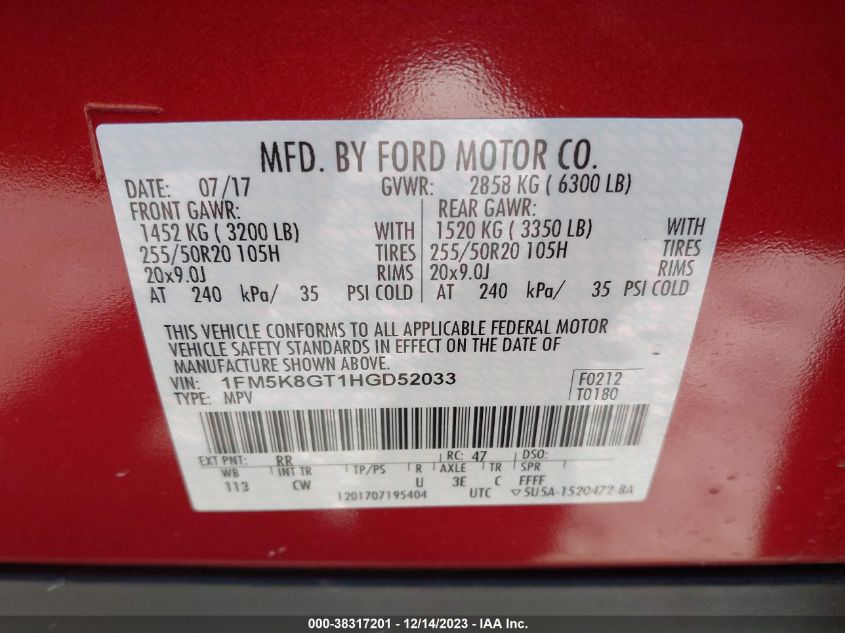 MFD. BY FORD MOTOR CO.
DATE: 07/17 GVWR: 2858 KG ( 6300 LB)
FRONT GAWR: REAR GAWR:
1452 KG ( 3200 LB) WITH 1520 KG ( 3350 LB) WITH
255/50R20 105H TIRES 255/50R20 105H TIRES
20x9.0J RIMS 20x9.0J RIMS
AT 240 kPa/ 35 PSI COLD AT 240 kPa/ 35 PSI COLD
THIS VEHICLE CONFORMS TO ALL APPLICABLE FEDERAL MOTOR
VEHICLE SAFETY STANDARDS IN EFFECT ON THE DATE OF
MANUFACTURE SHOWN ABOVE.
VIN: 1FM5K8GT1HGD52033 F0212
TYPE: MPV T0180
EXT PNT: RR RC: 47 DSO:
WB INT TR TP/PS R AXLE TR SPR
113 CW U 3E C FFFF
1201707195404 UTC ▽5U5A-1520472-BA
000-38317201 - 12/14/2023 - IAA Inc.